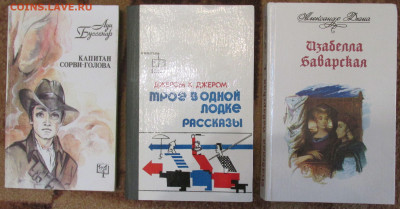 COINS.LAVE.RU
Луи
Буссенар
КАПИТАН
СОРВИ-ГОЛОВА
ДЖЕРОМ К. ДЖЕРОМ
ТРОЕ В ОДНОЙ
ЛОДКЕ
РАССКАЗЫ
Александр Дюма
Изабелла
Баварская